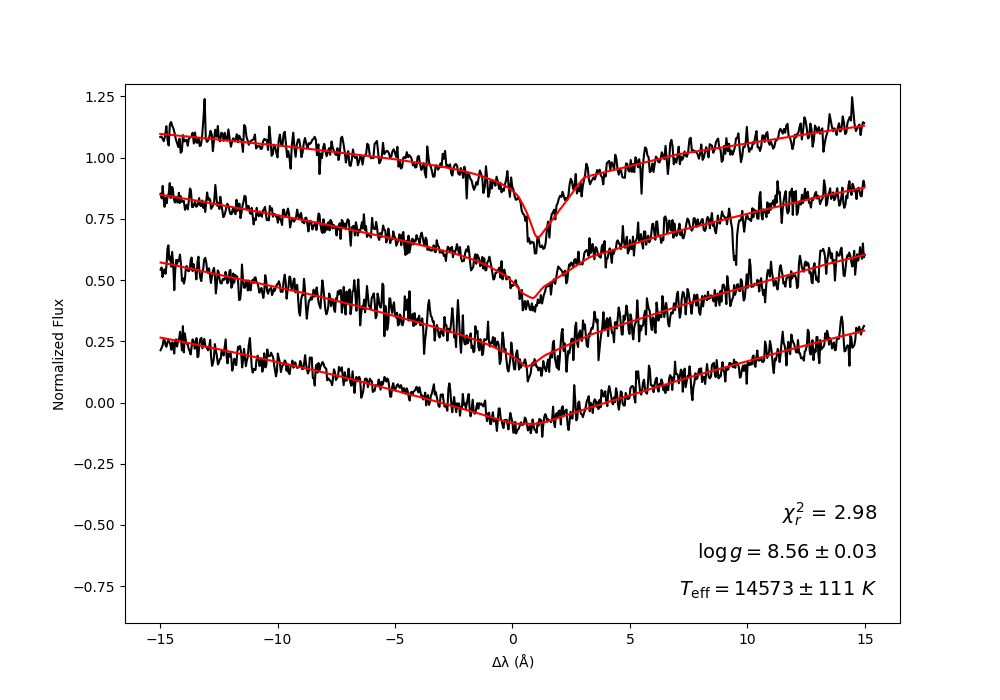 1.25
1.00
0.75
0.50
0.25
0.00
−0.25
−0.50
−0.75
Normalized Flux
χ²ᵣ = 2.98
log g = 8.56 ± 0.03
T_eff = 14573 ± 111 K
−15 −10 −5 0 5 10 15
Δλ (Å)